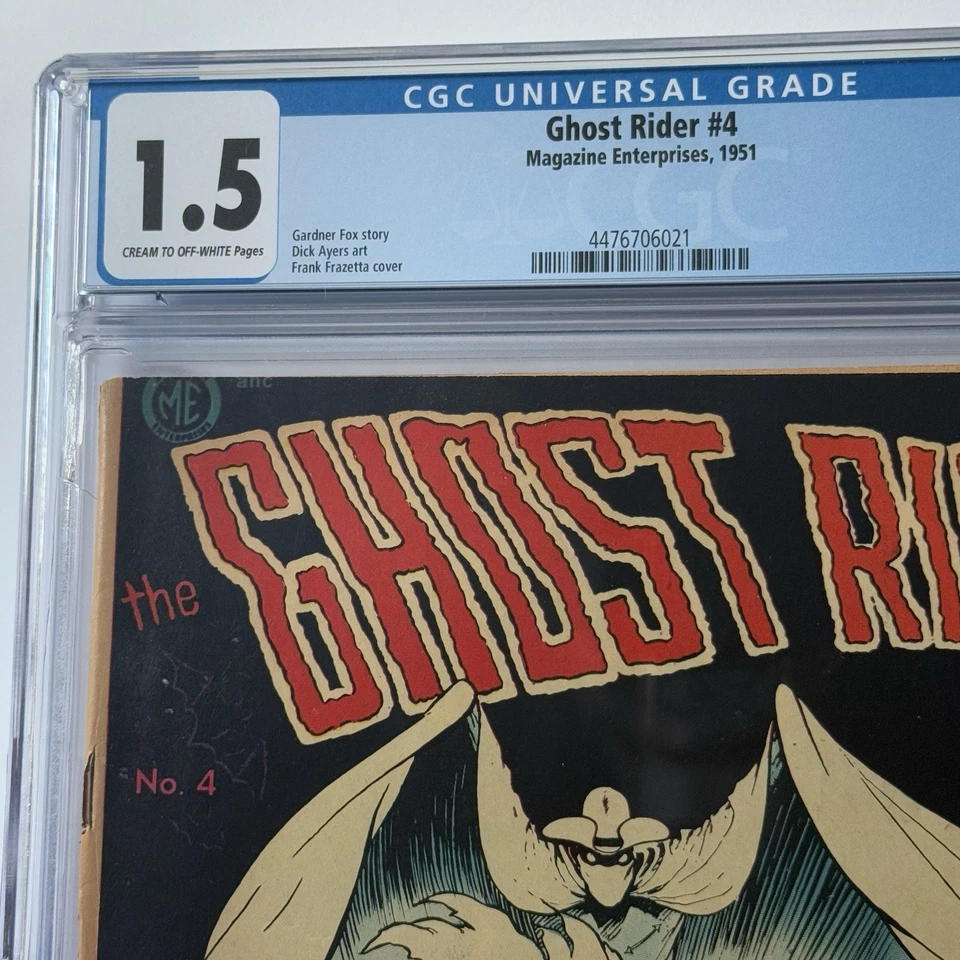 CGC UNIVERSAL GRADE
1.5
CREAM TO OFF-WHITE Pages
Ghost Rider #4
Magazine Enterprises, 1951
CGC
Gardner Fox story
Dick Ayers art
Frank Frazetta cover
4476706021
ME
the
GHOST
No. 4